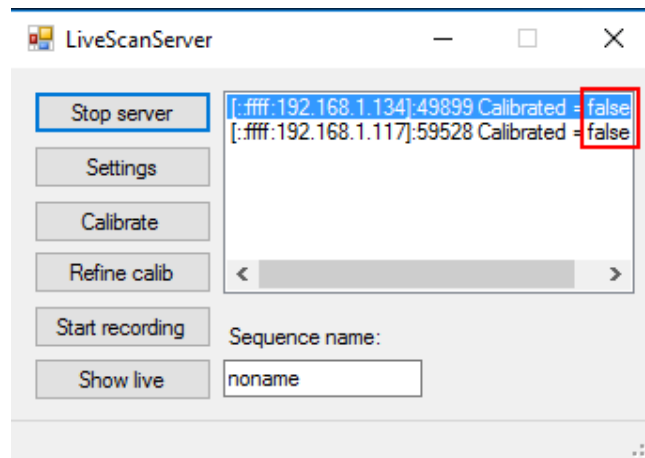 LiveScanServer
Stop server
[::ffff:192.168.1.134]:49899 Calibrated = false
[::ffff:192.168.1.117]:59528 Calibrated = false
Settings
Calibrate
Refine calib
Start recording
Sequence name:
Show live
noname